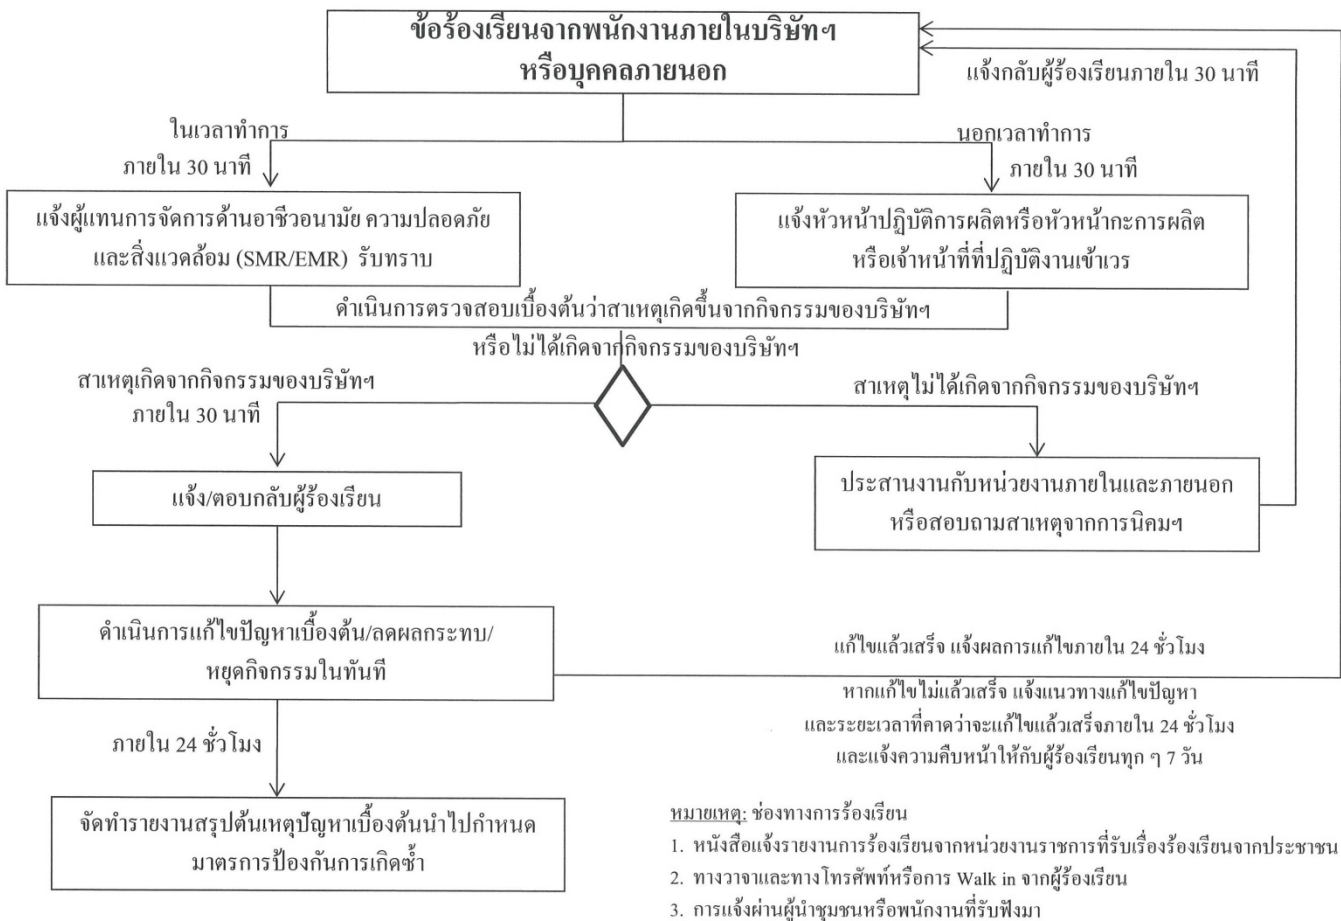 ข้อร้องเรียนจากพนักงานภายในบริษัทฯ
หรือบุคคลภายนอก
แจ้งกลับผู้ร้องเรียนภายใน 30 นาที
ในเวลาทำการ
ภายใน 30 นาที
นอกเวลาทำการ
ภายใน 30 นาที
แจ้งผู้แทนการจัดการด้านอาชีวอนามัย ความปลอดภัย
และสิ่งแวดล้อม (SMR/EMR) รับทราบ
แจ้งหัวหน้าปฏิบัติการผลิตหรือหัวหน้ากะการผลิต
หรือเจ้าหน้าที่ที่ปฏิบัติงานเข้าเวร
ดำเนินการตรวจสอบเบื้องต้นว่าสาเหตุเกิดขึ้นจากกิจกรรมของบริษัทฯ
หรือไม่ได้เกิดจากกิจกรรมของบริษัทฯ
สาเหตุเกิดจากกิจกรรมของบริษัทฯ
ภายใน 30 นาที
สาเหตุไม่ได้เกิดจากกิจกรรมของบริษัทฯ
แจ้ง/ตอบกลับผู้ร้องเรียน
ประสานงานกับหน่วยงานภายในและภายนอก
หรือสอบถามสาเหตุจากการนิคมฯ
ดำเนินการแก้ไขปัญหาเบื้องต้น/ลดผลกระทบ/
หยุดกิจกรรมในทันที
แก้ไขแล้วเสร็จ แจ้งผลการแก้ไขภายใน 24 ชั่วโมง
หากแก้ไขไม่แล้วเสร็จ แจ้งแนวทางแก้ไขปัญหา
และระยะเวลาที่คาดว่าจะแก้ไขแล้วเสร็จภายใน 24 ชั่วโมง
และแจ้งความคืบหน้าให้กับผู้ร้องเรียนทุก ๆ 7 วัน
ภายใน 24 ชั่วโมง
จัดทำรายงานสรุปต้นเหตุปัญหาเบื้องต้นนำไปกำหนด
มาตรการป้องกันการเกิดซ้ำ
หมายเหตุ: ช่องทางการร้องเรียน
1. หนังสือแจ้งรายงานการร้องเรียนจากหน่วยงานราชการที่รับเรื่องร้องเรียนจากประชาชน
2. ทางวาจาและทางโทรศัพท์หรือการ Walk in จากผู้ร้องเรียน
3. การแจ้งผ่านผู้นำชุมชนหรือพนักงานที่รับฟังมา